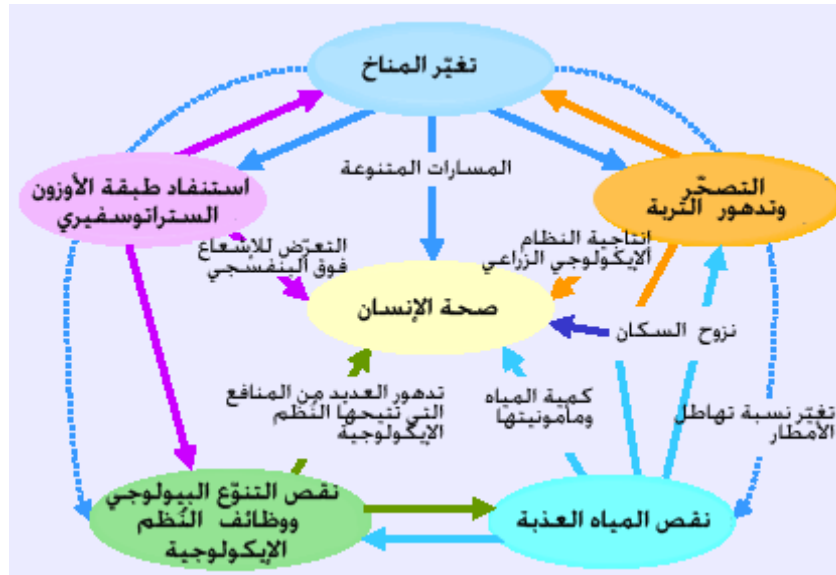 تغيّر المناخ
المسارات المتنوعة
استنفاد طبقة الأوزون
الستراتوسفيري
التصحّر
وتدهور التربة
التعرّض للإشعاع
فوق البنفسجي
إنتاجية النظام
الإيكولوجي الزراعي
صحة الإنسان
نزوح السكان
تدهور العديد من المنافع
التي تتيحها النُظم
الإيكولوجية
كمية المياه
ومأمونيتها
تغيّر نسبة تهاطل
الأمطار
نقص التنوّع البيولوجي
ووظائف النُظم
الإيكولوجية
نقص المياه العذبة